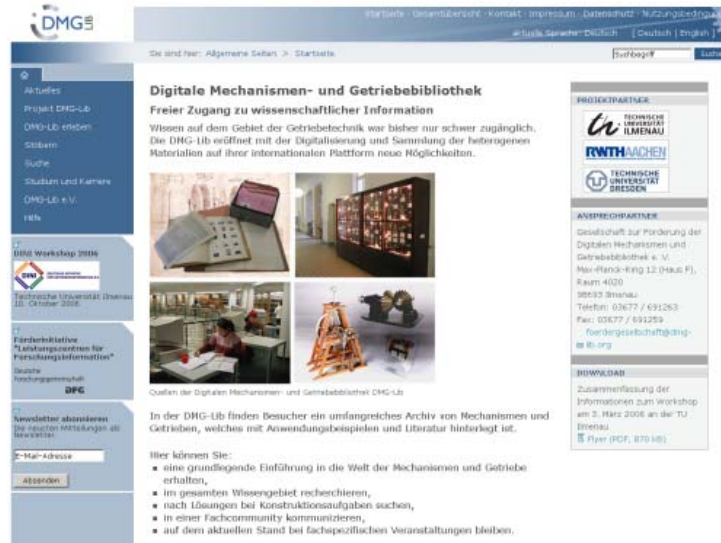 DMG LIB
Startseite · Gesamtübersicht · Kontakt · Impressum · Datenschutz · Nutzungsbedingu
aktuelle Sprache: Deutsch [ Deutsch | English ]
Sie sind hier: Allgemeine Seiten > Startseite
Suchbegriff Suche
Aktuelles
Projekt DMG-Lib
DMG-Lib erleben
Stöbern
Suche
Studium und Karriere
DMG-Lib e.V.
Hilfe
DINI Workshop 2006
DINI
Technische Universität Ilmenau
10. Oktober 2006
Förderinitiative
"Leistungszentren für
Forschungsinformation"
Deutsche
Forschungsgemeinschaft
DFG
Newsletter abonnieren
Die neusten Mitteilungen als
Newsletter.
E-Mail-Adresse
Absenden
Digitale Mechanismen- und Getriebebibliothek
Freier Zugang zu wissenschaftlicher Information
Wissen auf dem Gebiet der Getriebetechnik war bisher nur schwer zugänglich.
Die DMG-Lib eröffnet mit der Digitalisierung und Sammlung der heterogenen
Materialien auf ihrer internationalen Plattform neue Möglichkeiten.
Quellen der Digitalen Mechanismen- und Getriebebibliothek DMG-Lib
In der DMG-Lib finden Besucher ein umfangreiches Archiv von Mechanismen und
Getrieben, welches mit Anwendungsbeispielen und Literatur hinterlegt ist.
Hier können Sie:
eine grundlegende Einführung in die Welt der Mechanismen und Getriebe
erhalten,
im gesamten Wissengebiet recherchieren,
nach Lösungen bei Konstruktionsaufgaben suchen,
in einer Fachcommunity kommunizieren,
auf dem aktuellen Stand bei fachspezifischen Veranstaltungen bleiben.
PROJEKTPARTNER
th TECHNISCHE
UNIVERSITÄT
ILMENAU
RWTHAACHEN
TECHNISCHE
UNIVERSITÄT
DRESDEN
ANSPRECHPARTNER
Gesellschaft zur Förderung der
Digitalen Mechanismen und
Getriebebibliothek e. V.
Max-Planck-Ring 12 (Haus F),
Raum 4020
98693 Ilmenau
Telefon: 03677 / 691263
Fax: 03677 / 691259
foerdergesellschaft@dmg-
lib.org
DOWNLOAD
Zusammenfassung der
Informationen zum Workshop
am 3. März 2006 an der TU
Ilmenau
Flyer (PDF, 870 kB)